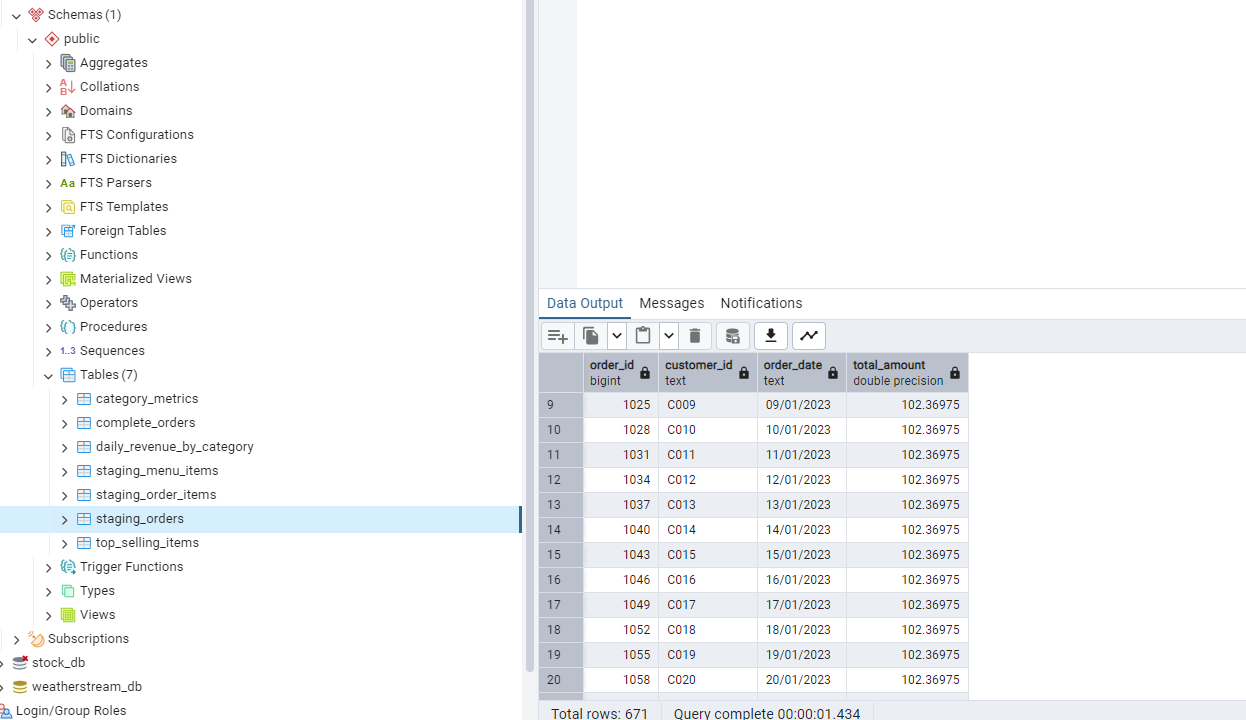 Schemas (1)
public
Aggregates
A
B
Collations
Domains
FTS Configurations
FTS Dictionaries
Aa FTS Parsers
FTS Templates
Foreign Tables
Functions
Materialized Views
Operators
Procedures
1..3 Sequences
Tables (7)
category_metrics
complete_orders
daily_revenue_by_category
staging_menu_items
staging_order_items
staging_orders
top_selling_items
Trigger Functions
Types
Views
Subscriptions
stock_db
weatherstream_db
Login/Group Roles
Data Output Messages Notifications
order_id customer_id order_date total_amount
bigint text text double precision
9 1025 C009 09/01/2023 102.36975
10 1028 C010 10/01/2023 102.36975
11 1031 C011 11/01/2023 102.36975
12 1034 C012 12/01/2023 102.36975
13 1037 C013 13/01/2023 102.36975
14 1040 C014 14/01/2023 102.36975
15 1043 C015 15/01/2023 102.36975
16 1046 C016 16/01/2023 102.36975
17 1049 C017 17/01/2023 102.36975
18 1052 C018 18/01/2023 102.36975
19 1055 C019 19/01/2023 102.36975
20 1058 C020 20/01/2023 102.36975
Total rows: 671 Query complete 00:00:01.434